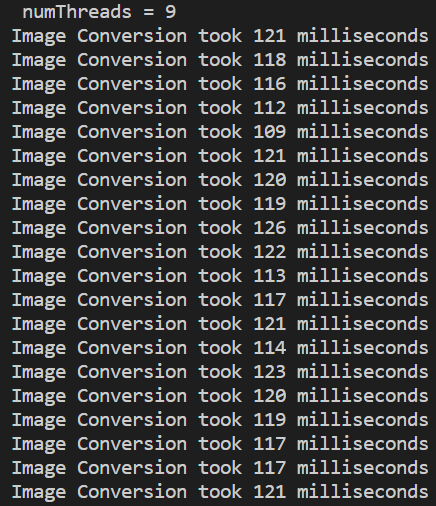 numThreads = 9
Image Conversion took 121 milliseconds
Image Conversion took 118 milliseconds
Image Conversion took 116 milliseconds
Image Conversion took 112 milliseconds
Image Conversion took 109 milliseconds
Image Conversion took 121 milliseconds
Image Conversion took 120 milliseconds
Image Conversion took 119 milliseconds
Image Conversion took 126 milliseconds
Image Conversion took 122 milliseconds
Image Conversion took 113 milliseconds
Image Conversion took 117 milliseconds
Image Conversion took 121 milliseconds
Image Conversion took 114 milliseconds
Image Conversion took 123 milliseconds
Image Conversion took 120 milliseconds
Image Conversion took 119 milliseconds
Image Conversion took 117 milliseconds
Image Conversion took 117 milliseconds
Image Conversion took 121 milliseconds